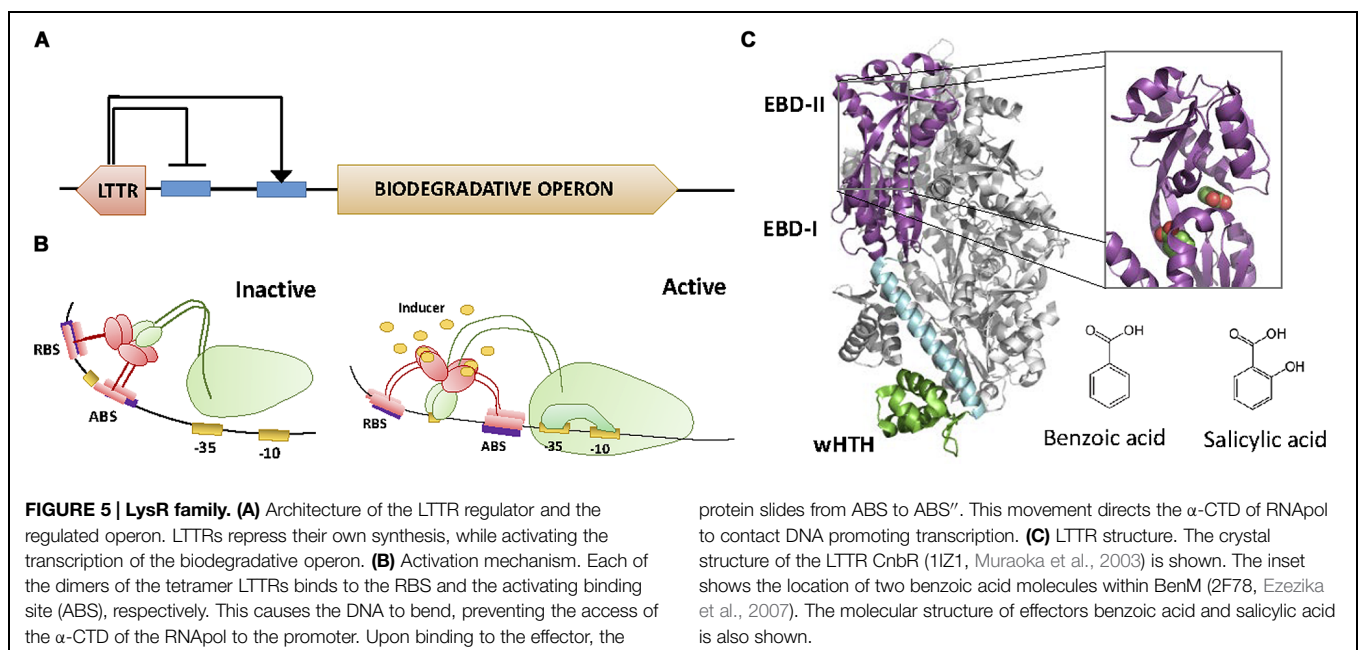 A
LTTR
BIODEGRADATIVE OPERON
B
Inactive
RBS
ABS
-35
-10
Active
Inducer
RBS
ABS
-35
-10
C
EBD-II
EBD-I
wHTH
O
OH
Benzoic acid
O
OH
OH
Salicylic acid
FIGURE 5 | LysR family. (A) Architecture of the LTTR regulator and the
regulated operon. LTTRs repress their own synthesis, while activating the
transcription of the biodegradative operon. (B) Activation mechanism. Each of
the dimers of the tetramer LTTRs binds to the RBS and the activating binding
site (ABS), respectively. This causes the DNA to bend, preventing the access of
the α-CTD of the RNApol to the promoter. Upon binding to the effector, the
protein slides from ABS to ABS″. This movement directs the α-CTD of RNApol
to contact DNA promoting transcription. (C) LTTR structure. The crystal
structure of the LTTR CnbR (1IZ1, Muraoka et al., 2003) is shown. The inset
shows the location of two benzoic acid molecules within BenM (2F78, Ezezika
et al., 2007). The molecular structure of effectors benzoic acid and salicylic acid
is also shown.